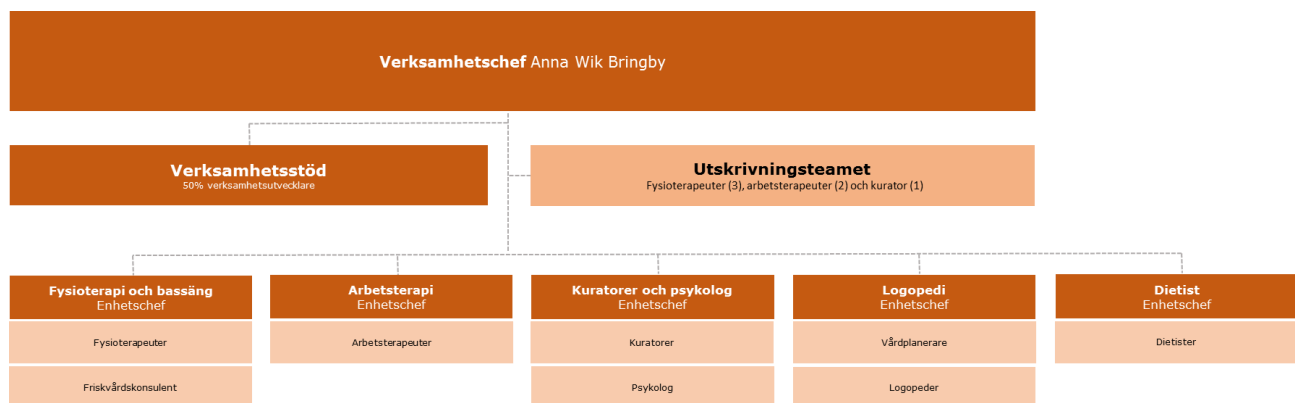 Verksamhetschef Anna Wik Bringby
Verksamhetsstöd
50% verksamhetsutvecklare
Utskrivningsteamet
Fysioterapeuter (3), arbetsterapeuter (2) och kurator (1)
Fysioterapi och bassäng
Enhetschef
Fysioterapeuter
Friskvårdskonsulent
Arbetsterapi
Enhetschef
Arbetsterapeuter
Kuratorer och psykolog
Enhetschef
Kuratorer
Psykolog
Logopedi
Enhetschef
Vårdplanerare
Logopeder
Dietist
Enhetschef
Dietister